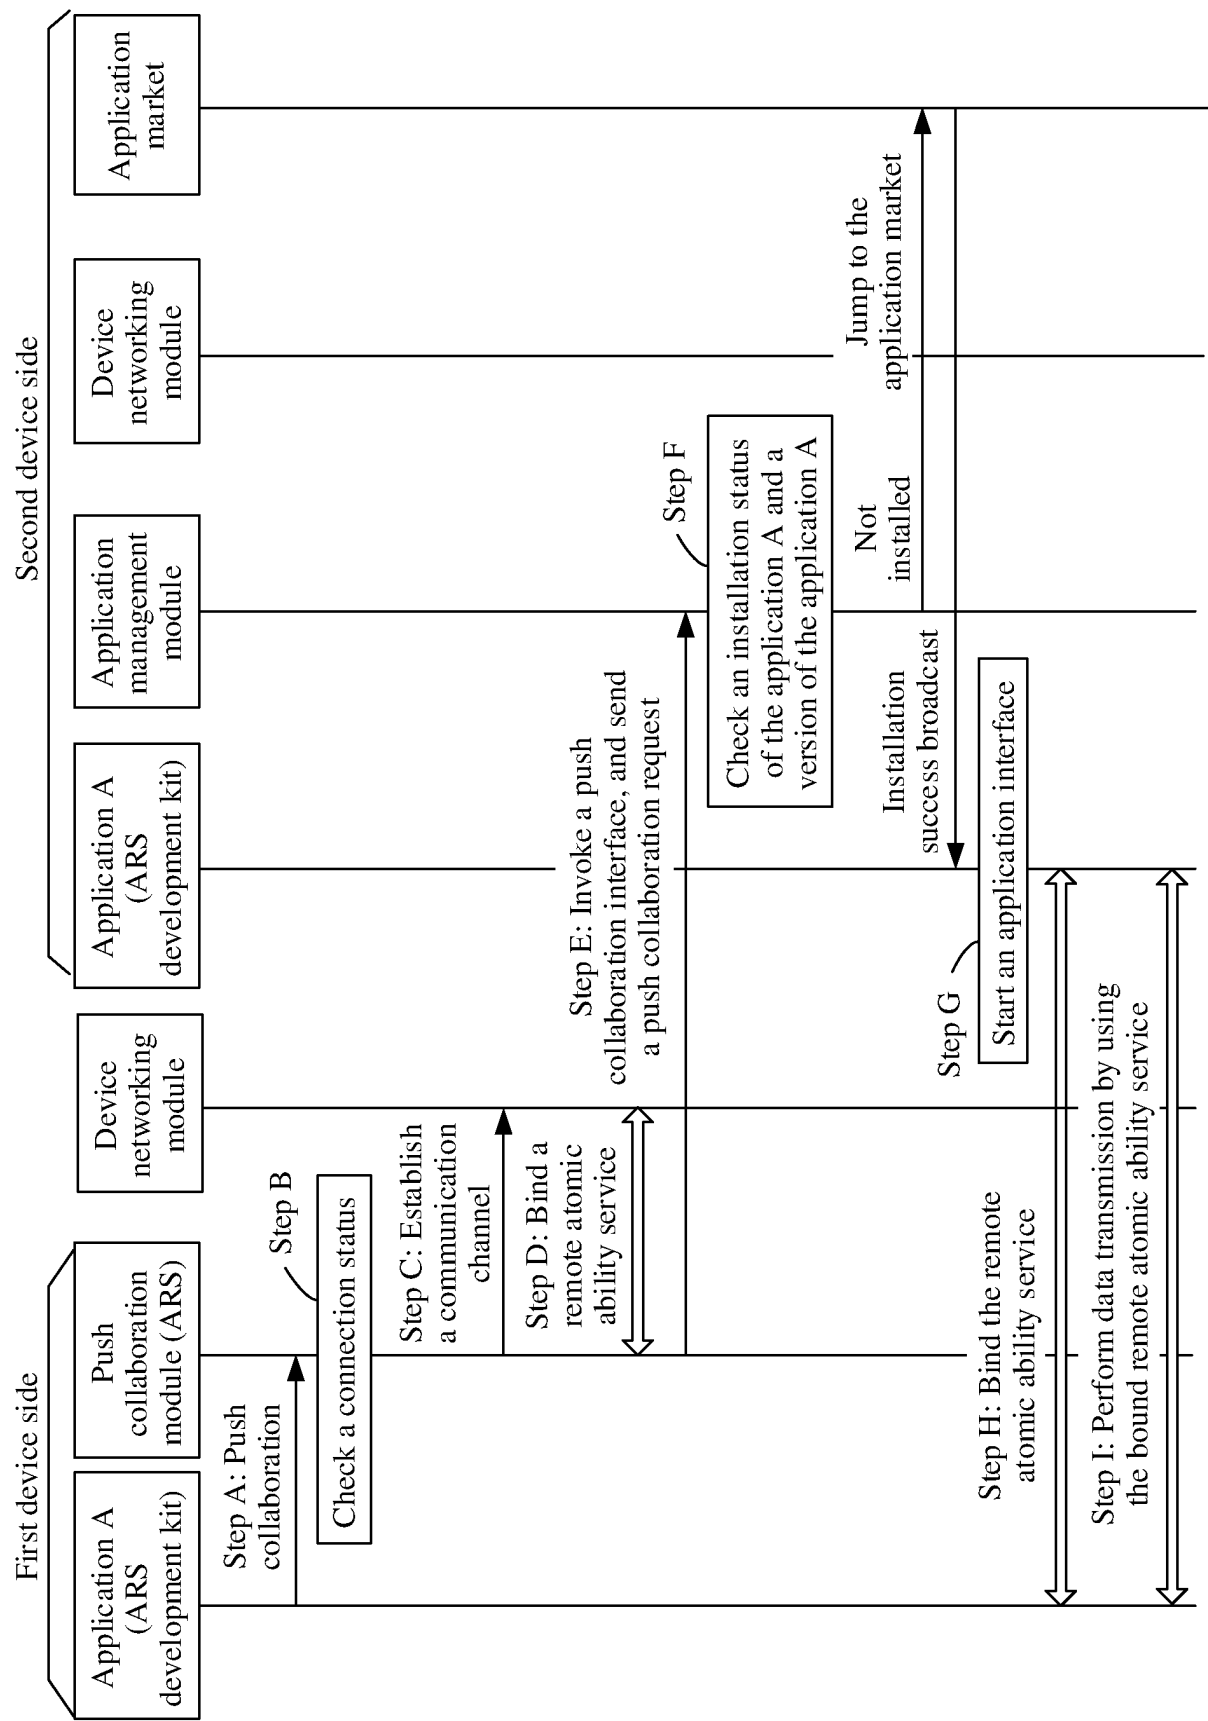 First device side
Second device side
Application A
(ARS
development kit)
Push
collaboration
module (ARS)
Device
networking
module
Application A
(ARS
development kit)
Application
management
module
Device
networking
module
Application
market
Step A: Push
collaboration
Step B
Check a connection status
Step C: Establish
a communication
channel
Step D: Bind a
remote atomic
ability service
Step E: Invoke a push
collaboration interface, and send
a push collaboration request
Step F
Check an installation status
of the application A and a
version of the application A
Not
installed
Jump to the
application market
Installation
success broadcast
Step G
Start an application interface
Step H: Bind the remote
atomic ability service
Step I: Perform data transmission by using
the bound remote atomic ability service